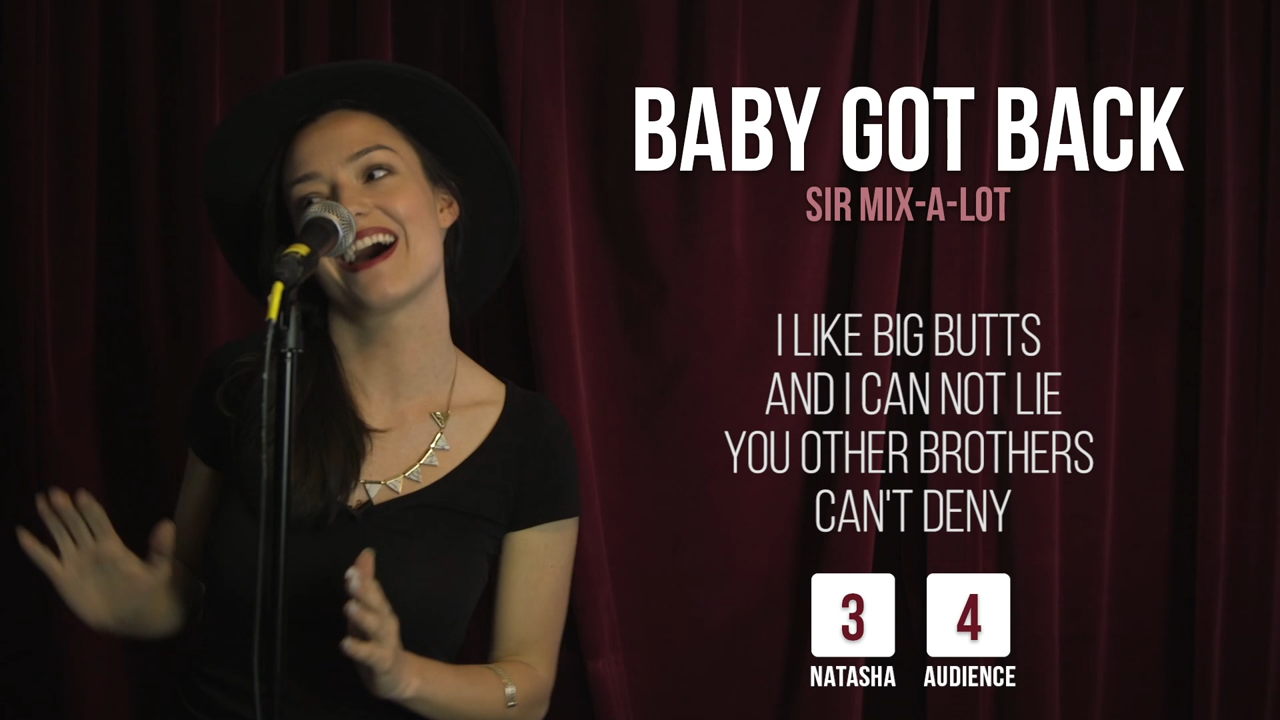 BABY GOT BACK
SIR MIX-A-LOT
I LIKE BIG BUTTS
AND I CAN NOT LIE
YOU OTHER BROTHERS
CAN'T DENY
3 4
NATASHA AUDIENCE